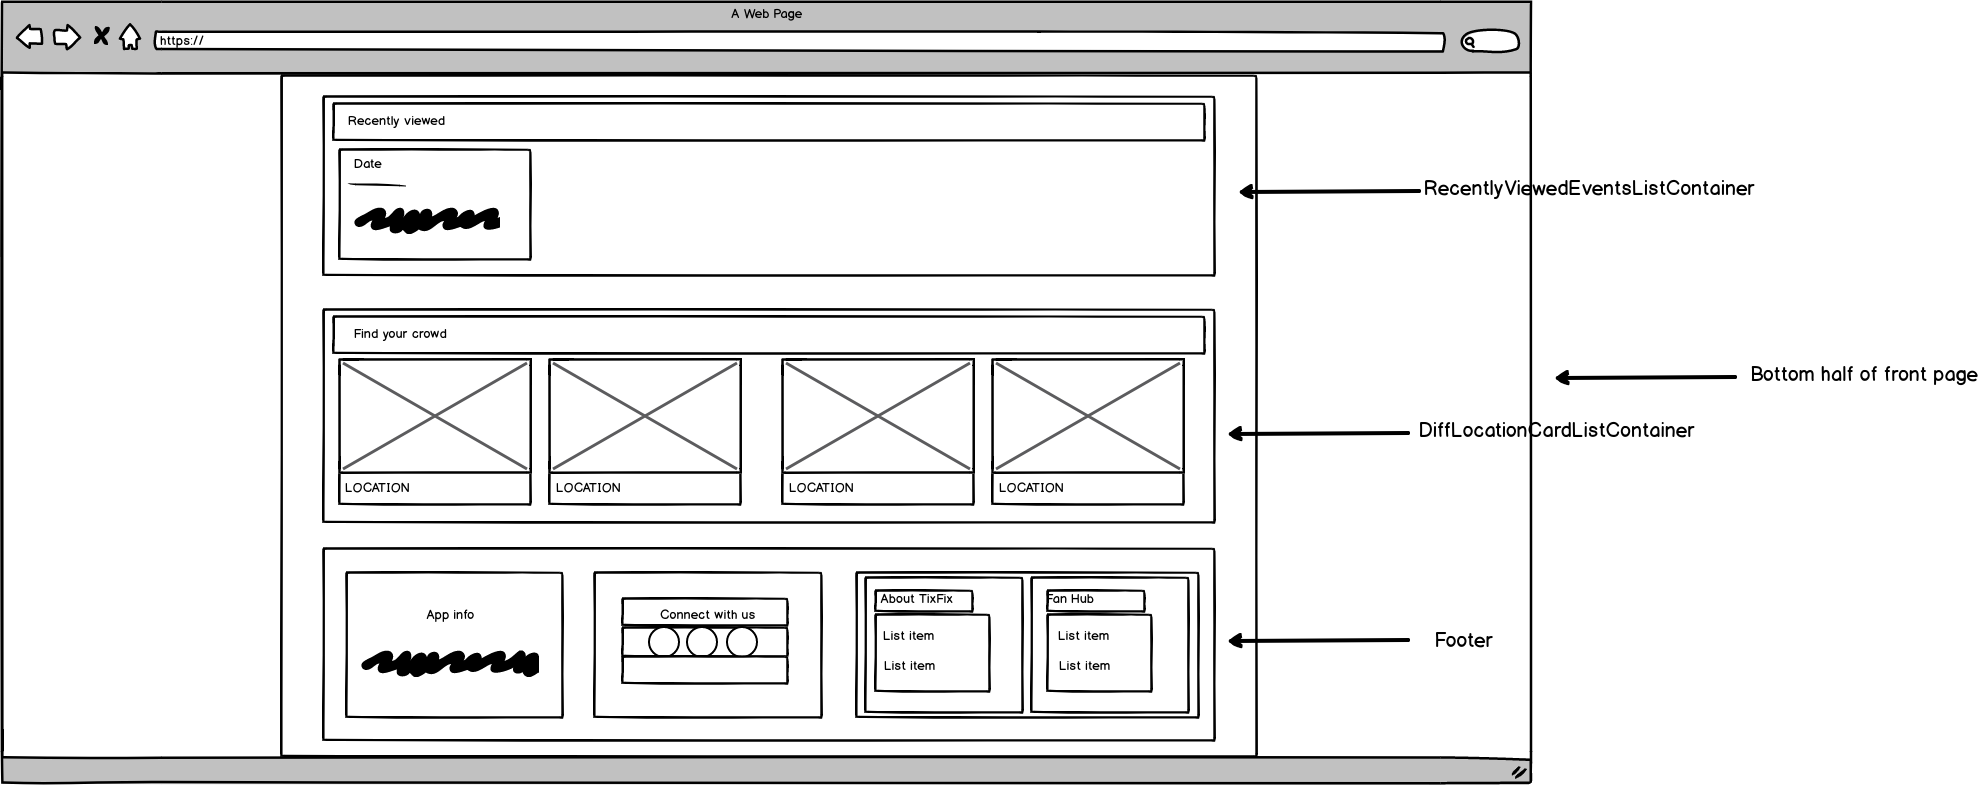 A Web Page
https://
Recently viewed
Date
RecentlyViewedEventsListContainer
Find your crowd
LOCATION
LOCATION
LOCATION
LOCATION
DiffLocationCardListContainer
Bottom half of front page
App info
Connect with us
About TixFix
List item
List item
Fan Hub
List item
List item
Footer